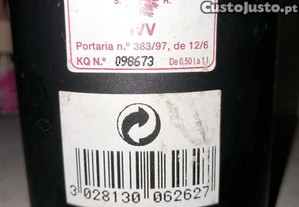 CustoJusto.pt
S. R.
IVV
Portaria n.º 383/97, de 12/6
KQ N.º 098673 De 0,50 l a 1 l
3 028130 062627